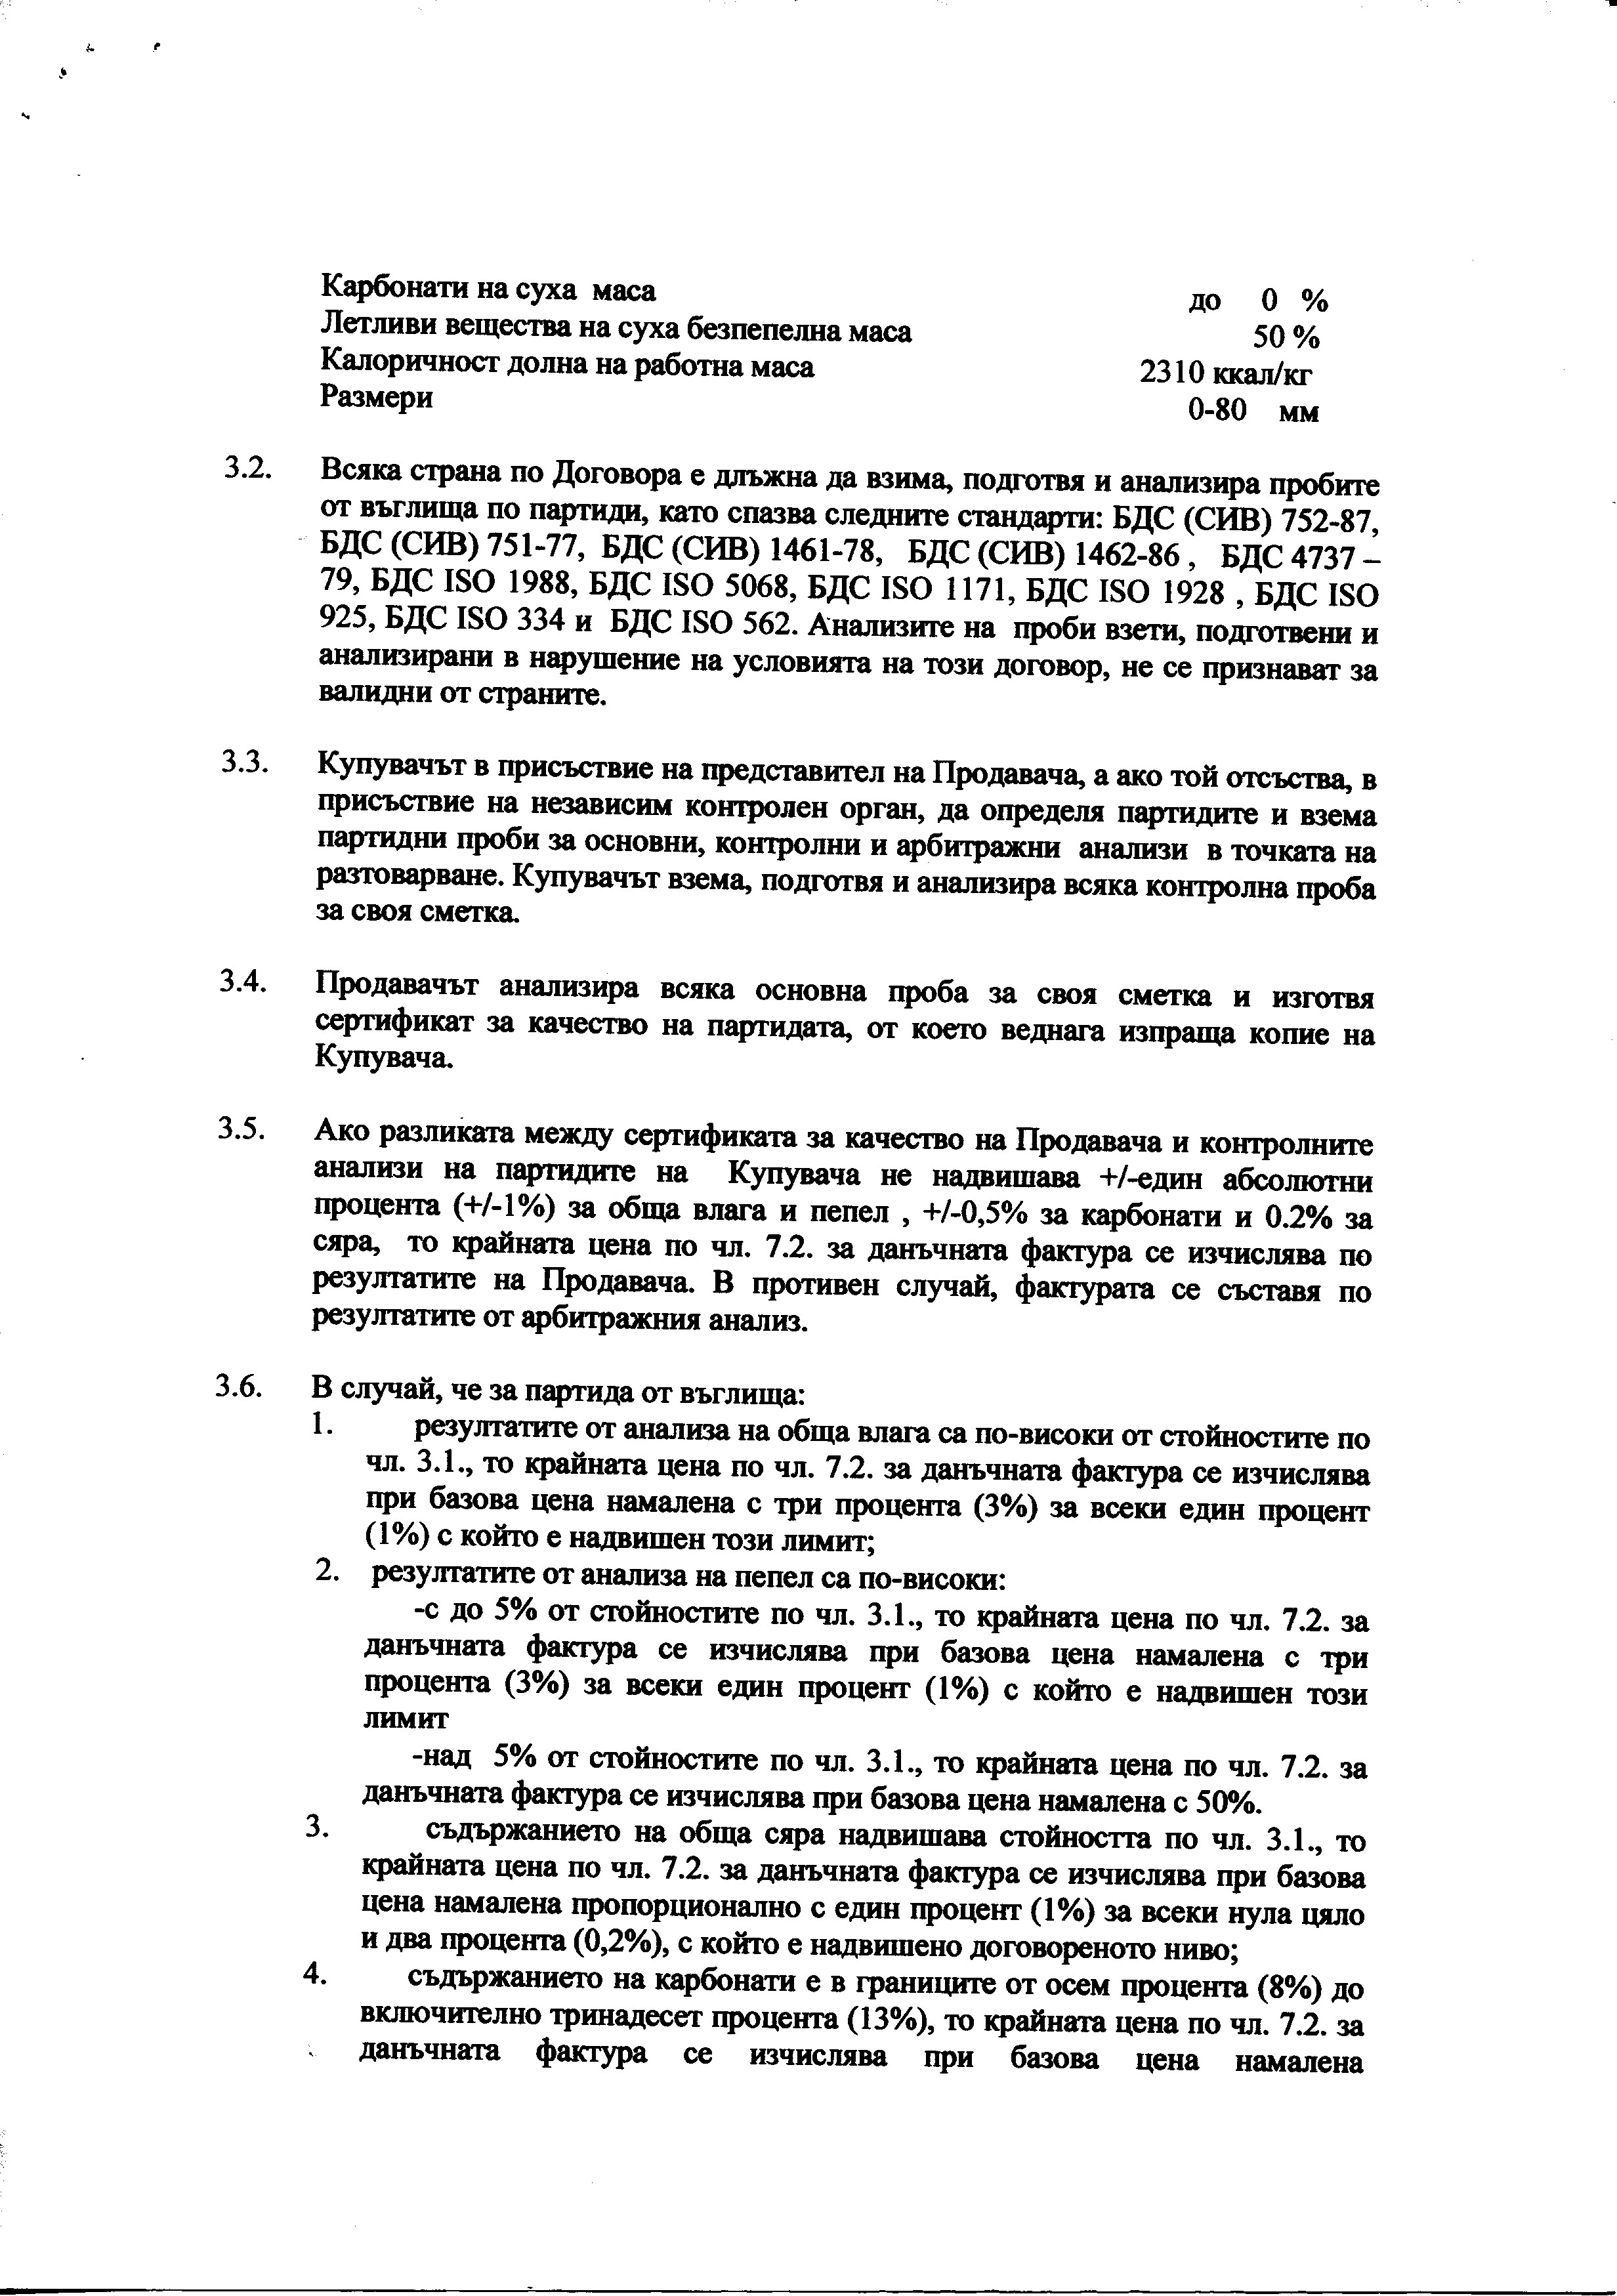 Карбонати на суха маса до 0 %
Летливи вещества на суха безпепелна маса 50 %
Калоричност долна на работна маса 2310 ккал/кг
Размери 0-80 мм
3.2. Всяка страна по Договора е длъжна да взима, подготвя и анализира пробите
от въглища по партиди, като спазва следните стандарти: БДС (СИВ) 752-87,
БДС (СИВ) 751-77, БДС (СИВ) 1461-78, БДС (СИВ) 1462-86 , БДС 4737 –
79, БДС ISO 1988, БДС ISO 5068, БДС ISO 1171, БДС ISO 1928 , БДС ISO
925, БДС ISO 334 и БДС ISO 562. Анализите на проби взети, подготвени и
анализирани в нарушение на условията на този договор, не се признават за
валидни от страните.
3.3. Купувачът в присъствие на представител на Продавача, а ако той отсъства, в
присъствие на независим контролен орган, да определя партидите и взема
партидни проби за основни, контролни и арбитражни анализи в точката на
разтоварване. Купувачът взема, подготвя и анализира всяка контролна проба
за своя сметка.
3.4. Продавачът анализира всяка основна проба за своя сметка и изготвя
сертификат за качество на партидата, от което веднага изпраща копие на
Купувача.
3.5. Ако разликата между сертификата за качество на Продавача и контролните
анализи на партидите на Купувача не надвишава +/-един абсолютни
процента (+/-1%) за обща влага и пепел , +/-0,5% за карбонати и 0.2% за
сяра, то крайната цена по чл. 7.2. за данъчната фактура се изчислява по
резултатите на Продавача. В противен случай, фактурата се съставя по
резултатите от арбитражния анализ.
3.6. В случай, че за партида от въглища:
1. резултатите от анализа на обща влага са по-високи от стойностите по
чл. 3.1., то крайната цена по чл. 7.2. за данъчната фактура се изчислява
при базова цена намалена с три процента (3%) за всеки един процент
(1%) с който е надвишен този лимит;
2. резултатите от анализа на пепел са по-високи:
-с до 5% от стойностите по чл. 3.1., то крайната цена по чл. 7.2. за
данъчната фактура се изчислява при базова цена намалена с три
процента (3%) за всеки един процент (1%) с който е надвишен този
лимит
-над 5% от стойностите по чл. 3.1., то крайната цена по чл. 7.2. за
данъчната фактура се изчислява при базова цена намалена с 50%.
3. съдържанието на обща сяра надвишава стойността по чл. 3.1., то
крайната цена по чл. 7.2. за данъчната фактура се изчислява при базова
цена намалена пропорционално с един процент (1%) за всеки нула цяло
и два процента (0,2%), с който е надвишено договореното ниво;
4. съдържанието на карбонати е в границите от осем процента (8%) до
включително тринадесет процента (13%), то крайната цена по чл. 7.2. за
данъчната фактура се изчислява при базова цена намалена